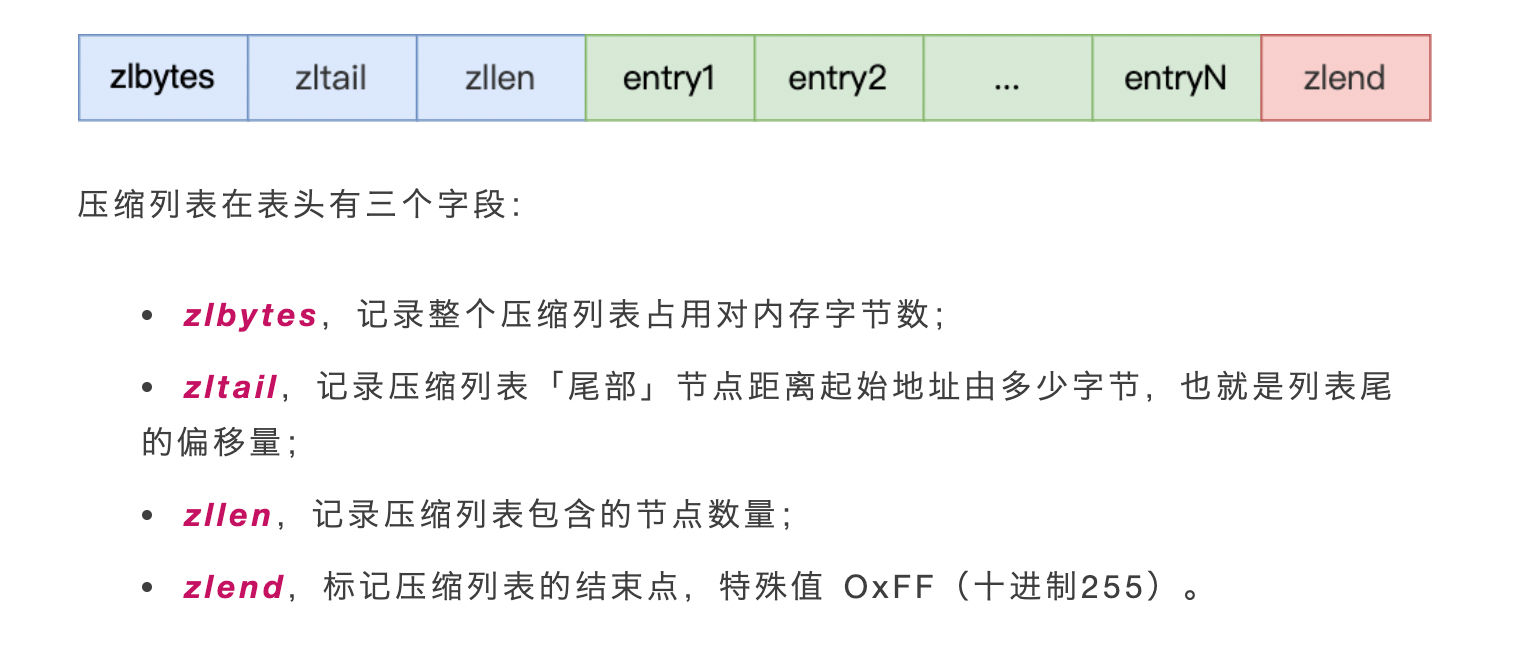 zlbytes zltail zllen entry1 entry2 ... entryN zlend
压缩列表在表头有三个字段：
• zlbytes，记录整个压缩列表占用对内存字节数；
• zltail，记录压缩列表「尾部」节点距离起始地址由多少字节，也就是列表尾
的偏移量；
• zllen，记录压缩列表包含的节点数量；
• zlend，标记压缩列表的结束点，特殊值 OxFF（十进制255）。